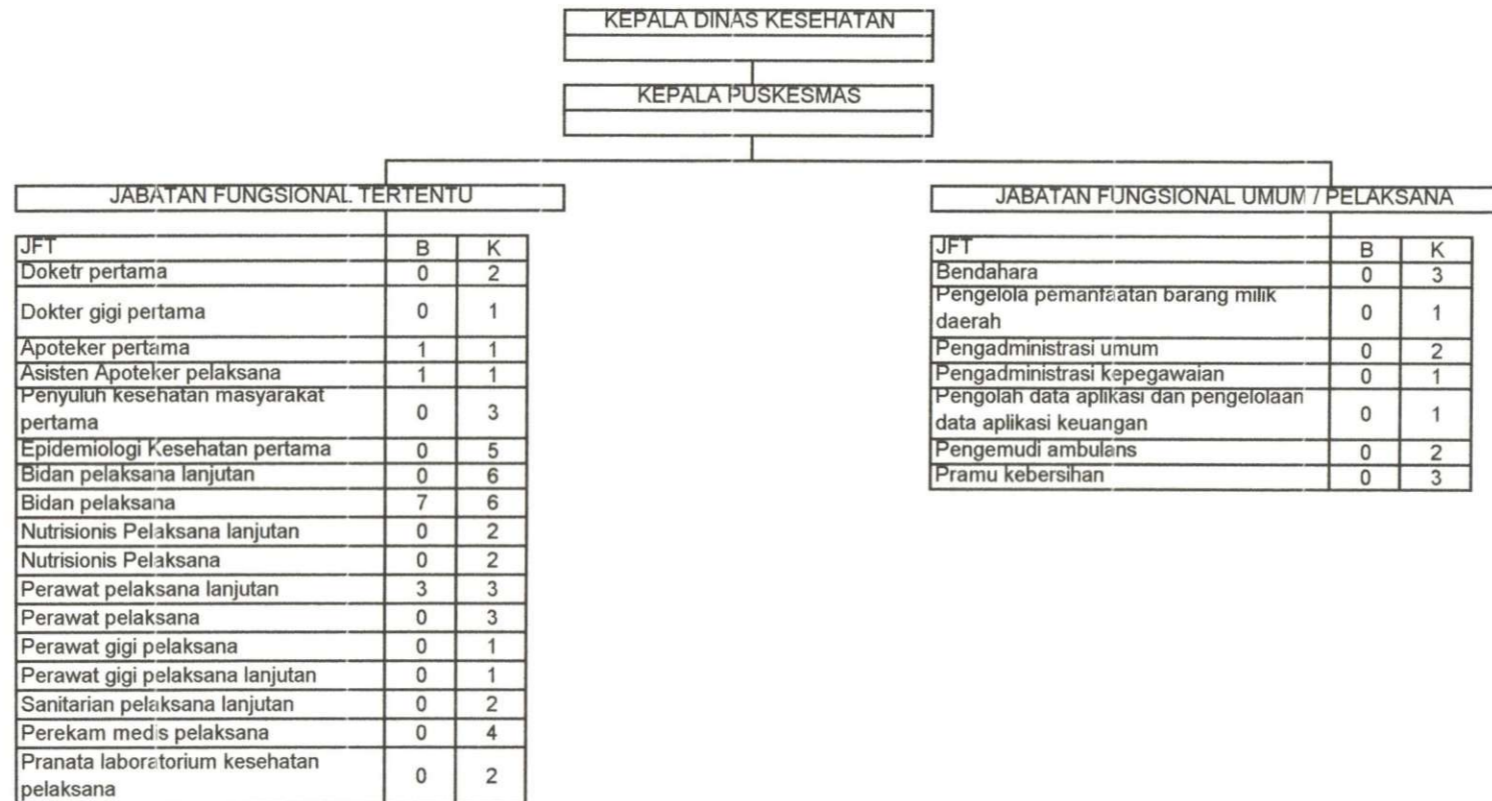 KEPALA DINAS KESEHATAN
KEPALA PUSKESMAS
JABATAN FUNGSIONAL TERTENTU
JFT B K
Doketr pertama 0 2
Dokter gigi pertama 0 1
Apoteker pertama 1 1
Asisten Apoteker pelaksana 1 1
Penyuluh kesehatan masyarakat
pertama 0 3
Epidemiologi Kesehatan pertama 0 5
Bidan pelaksana lanjutan 0 6
Bidan pelaksana 7 6
Nutrisionis Pelaksana lanjutan 0 2
Nutrisionis Pelaksana 0 2
Perawat pelaksana lanjutan 3 3
Perawat pelaksana 0 3
Perawat gigi pelaksana 0 1
Perawat gigi pelaksana lanjutan 0 1
Sanitarian pelaksana lanjutan 0 2
Perekam medis pelaksana 0 4
Pranata laboratorium kesehatan
pelaksana 0 2
JABATAN FUNGSIONAL UMUM / PELAKSANA
JFT B K
Bendahara 0 3
Pengelola pemanfaatan barang milik
daerah 0 1
Pengadministrasi umum 0 2
Pengadministrasi kepegawaian 0 1
Pengolah data aplikasi dan pengelolaan
data aplikasi keuangan 0 1
Pengemudi ambulans 0 2
Pramu kebersihan 0 3